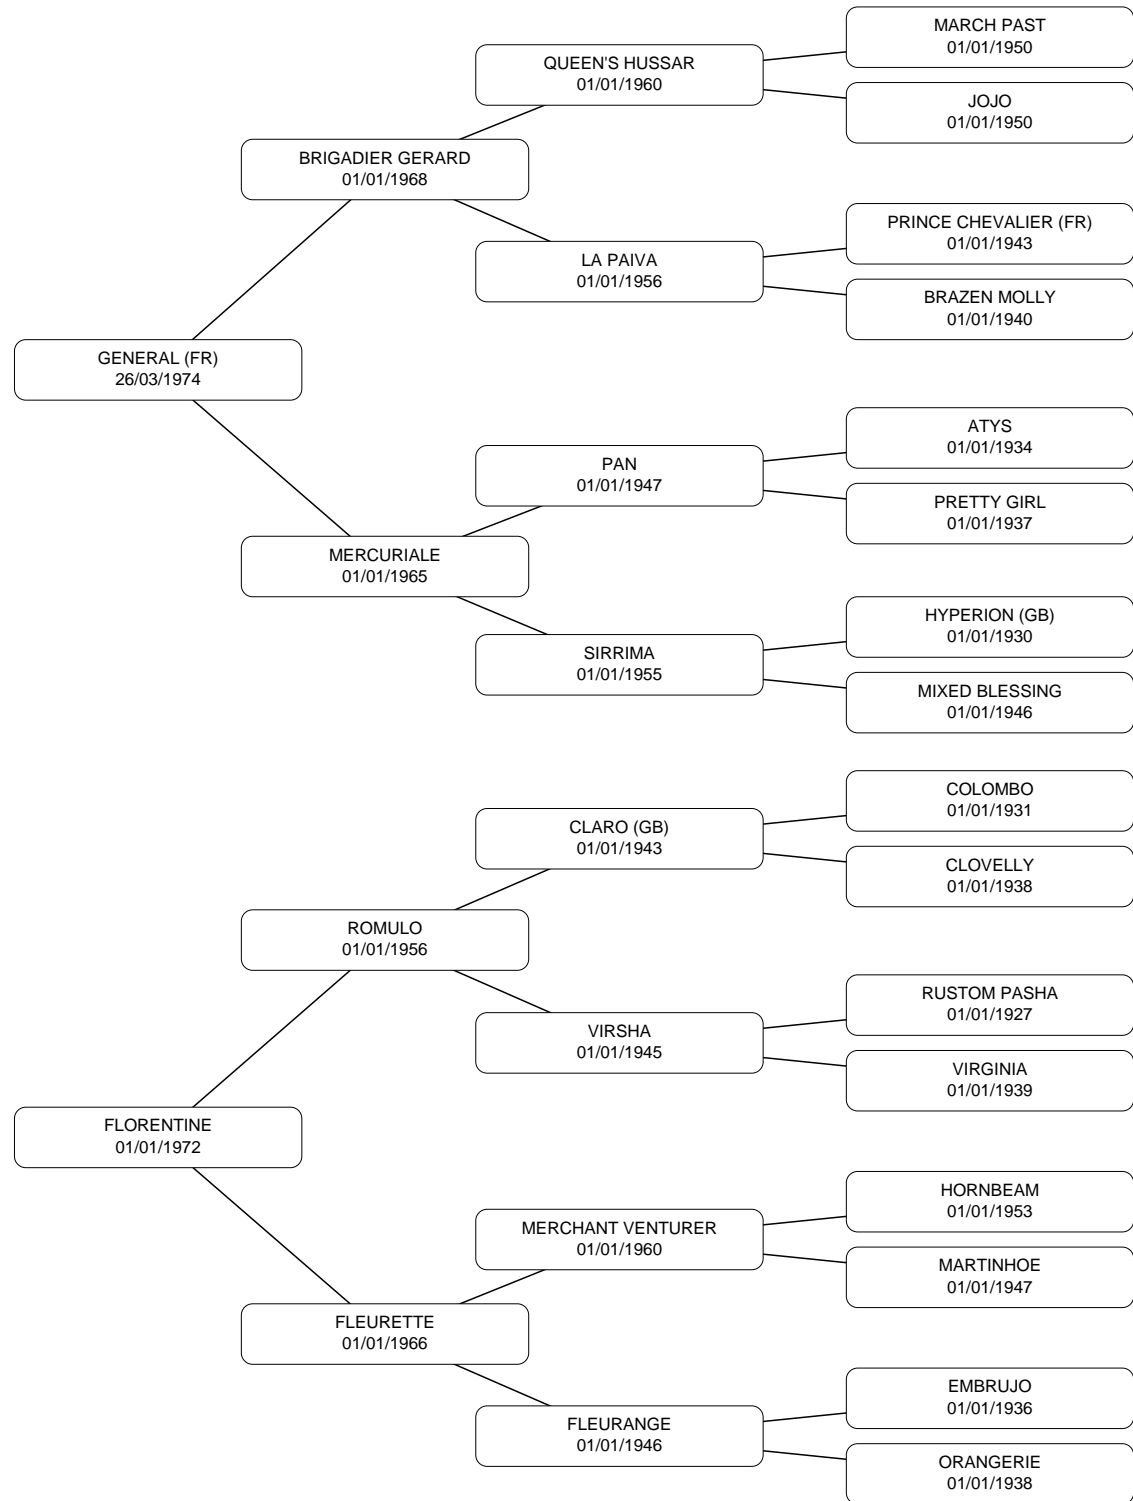 MARCH PAST
01/01/1950
QUEEN'S HUSSAR
01/01/1960
JOJO
01/01/1950
BRIGADIER GERARD
01/01/1968
PRINCE CHEVALIER (FR)
01/01/1943
LA PAIVA
01/01/1956
BRAZEN MOLLY
01/01/1940
GENERAL (FR)
26/03/1974
ATYS
01/01/1934
PAN
01/01/1947
PRETTY GIRL
01/01/1937
MERCURIALE
01/01/1965
HYPERION (GB)
01/01/1930
SIRRIMA
01/01/1955
MIXED BLESSING
01/01/1946
COLOMBO
01/01/1931
CLARO (GB)
01/01/1943
CLOVELLY
01/01/1938
ROMULO
01/01/1956
RUSTOM PASHA
01/01/1927
VIRSHA
01/01/1945
VIRGINIA
01/01/1939
FLORENTINE
01/01/1972
HORNBEAM
01/01/1953
MERCHANT VENTURER
01/01/1960
MARTINHOE
01/01/1947
FLEURETTE
01/01/1966
EMBRUJO
01/01/1936
FLEURANGE
01/01/1946
ORANGERIE
01/01/1938